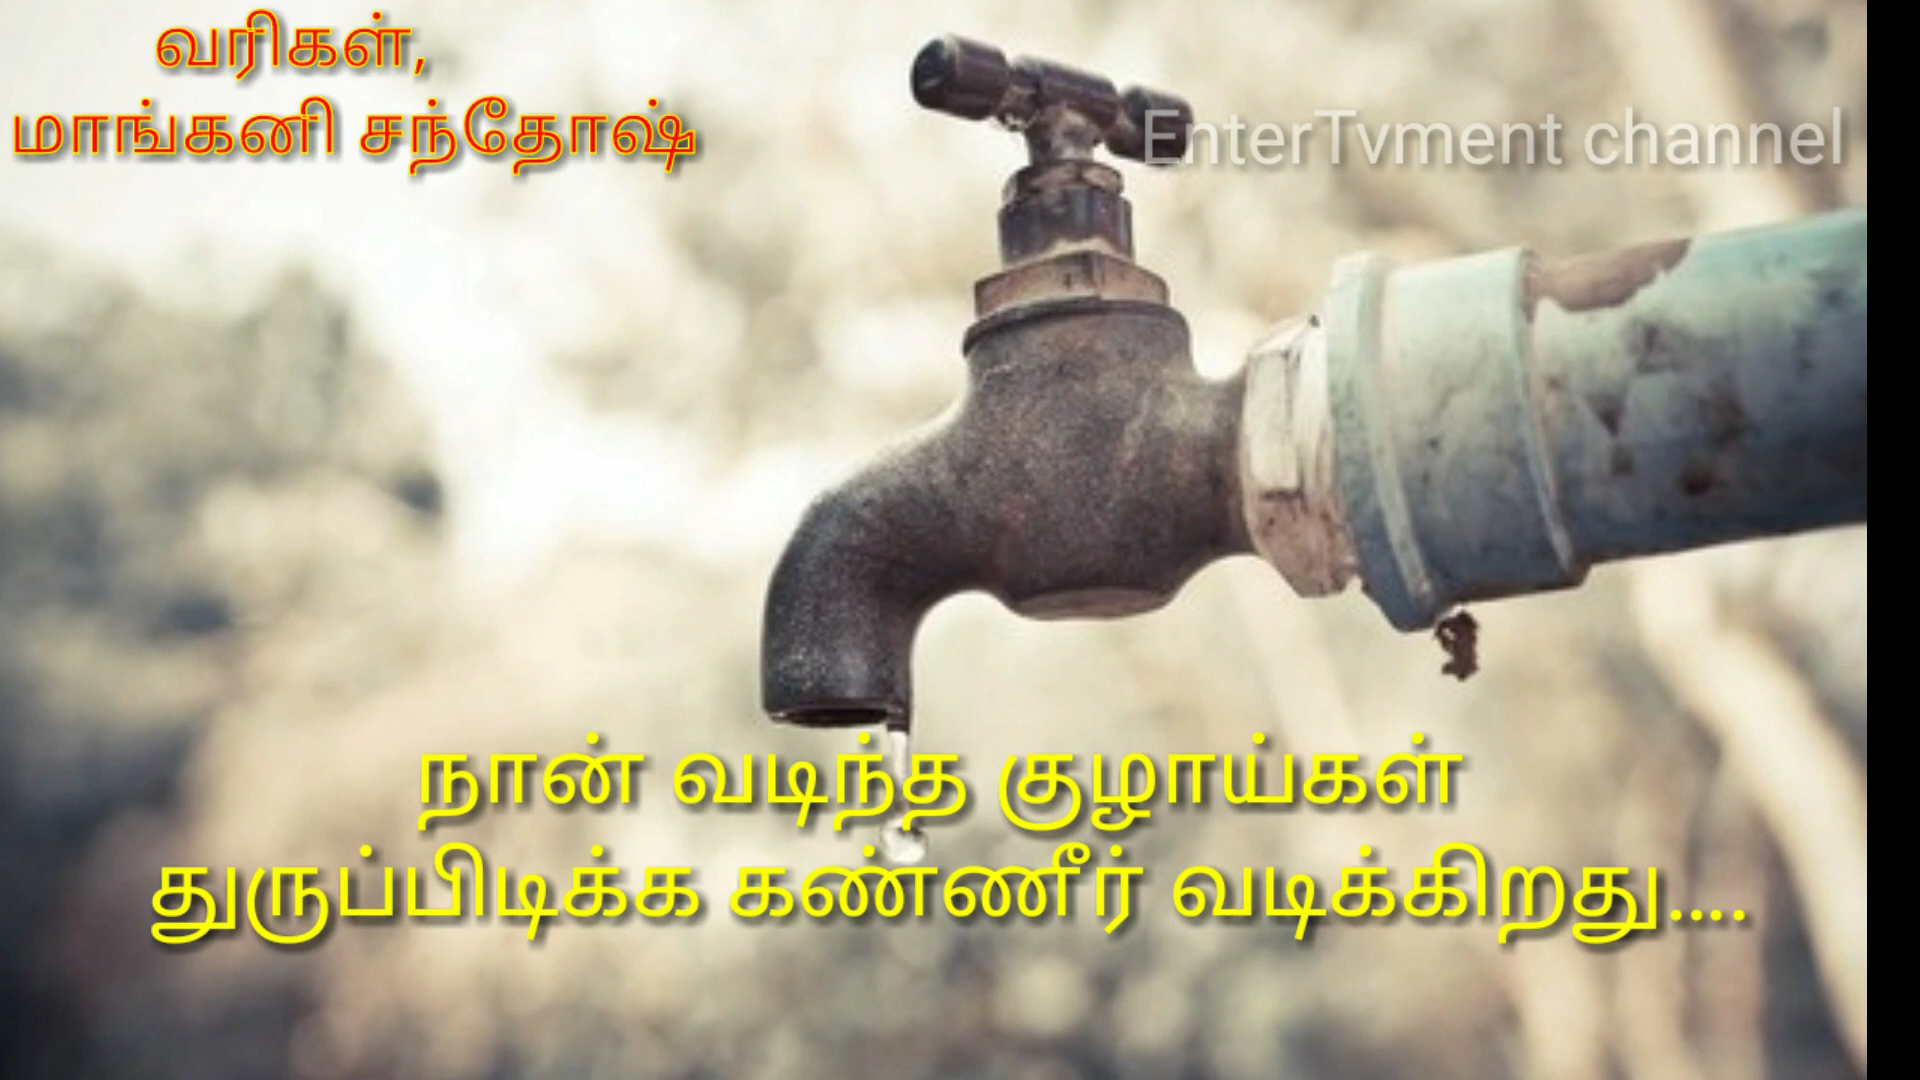 வரிகள்,
மாங்கனி சந்தோஷ்
EnterTvment channel
நான் வடிந்த குழாய்கள்
துருப்பிடிக்க கண்ணீர் வடிக்கிறது....